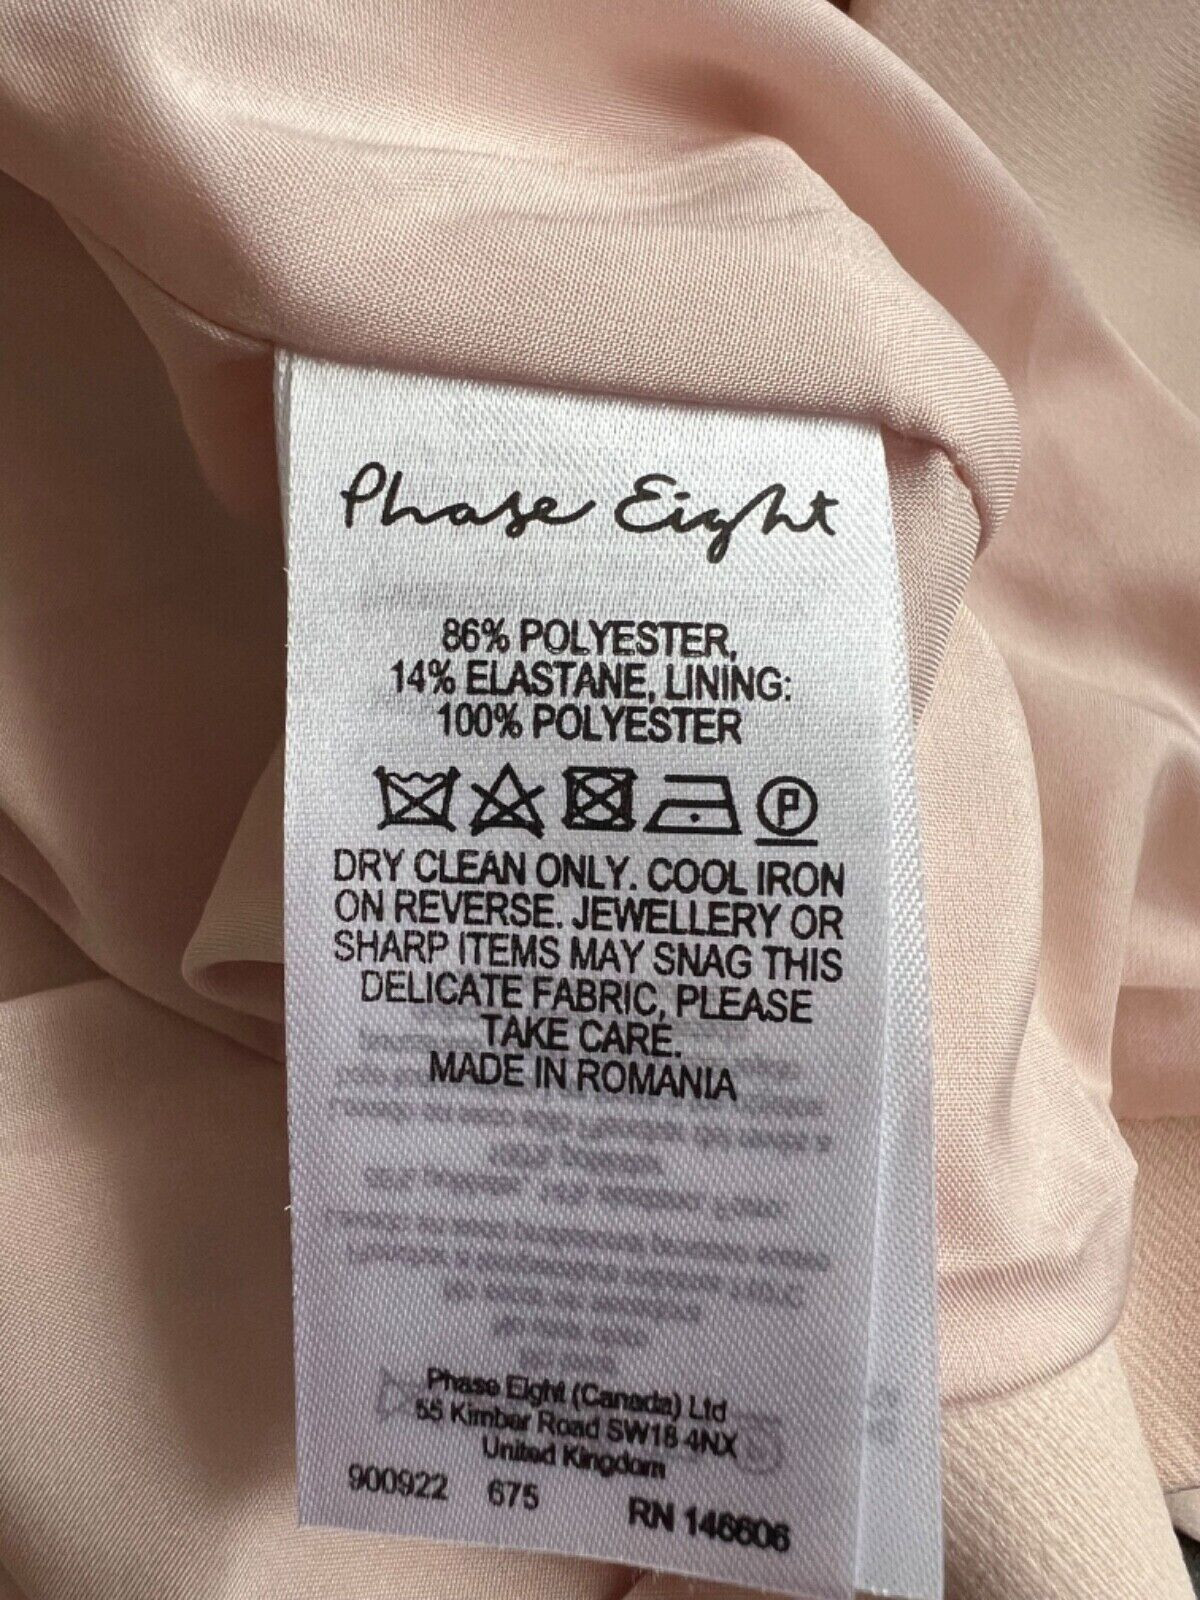 Phase Eight
86% POLYESTER,
14% ELASTANE, LINING:
100% POLYESTER
P
DRY CLEAN ONLY. COOL IRON
ON REVERSE. JEWELLERY OR
SHARP ITEMS MAY SNAG THIS
DELICATE FABRIC, PLEASE
TAKE CARE.
MADE IN ROMANIA
Phase Eight (Canada) Ltd
55 Kimber Road SW18 4NX
United Kingdom
900922 675 RN 146606